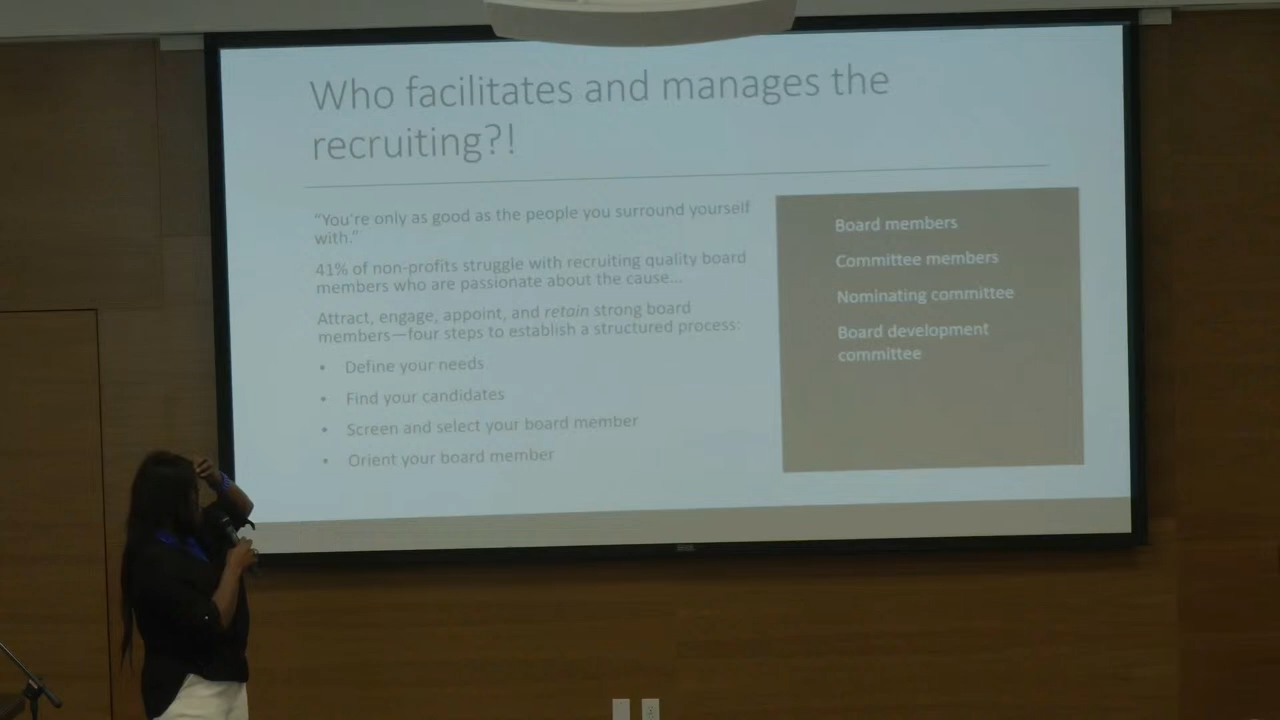 Who facilitates and manages the
recruiting?!
"You're only as good as the people you surround yourself
with."
41% of non-profits struggle with recruiting quality board
members who are passionate about the cause...
Attract, engage, appoint, and retain strong board
members—four steps to establish a structured process:
• Define your needs
• Find your candidates
• Screen and select your board member
• Orient your board member
Board members
Committee members
Nominating committee
Board development
committee